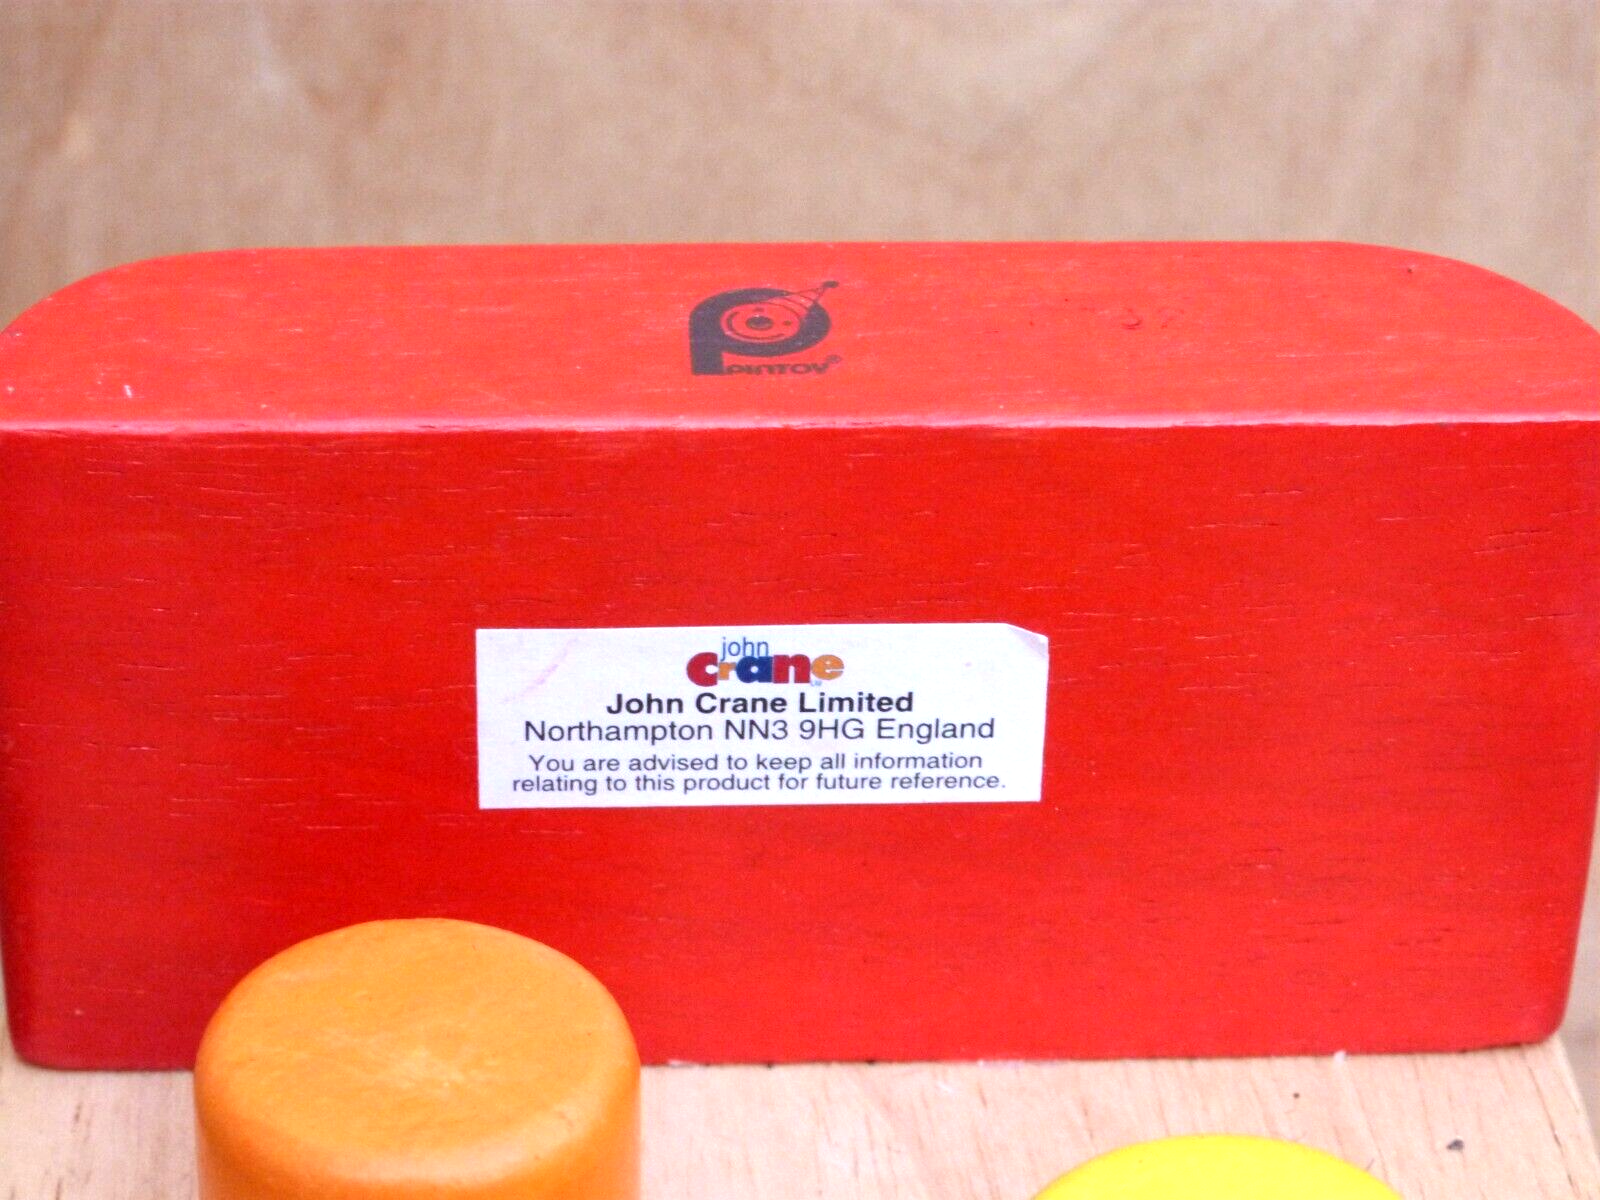 PINTOY®
john
crane
John Crane Limited
Northampton NN3 9HG England
You are advised to keep all information
relating to this product for future reference.